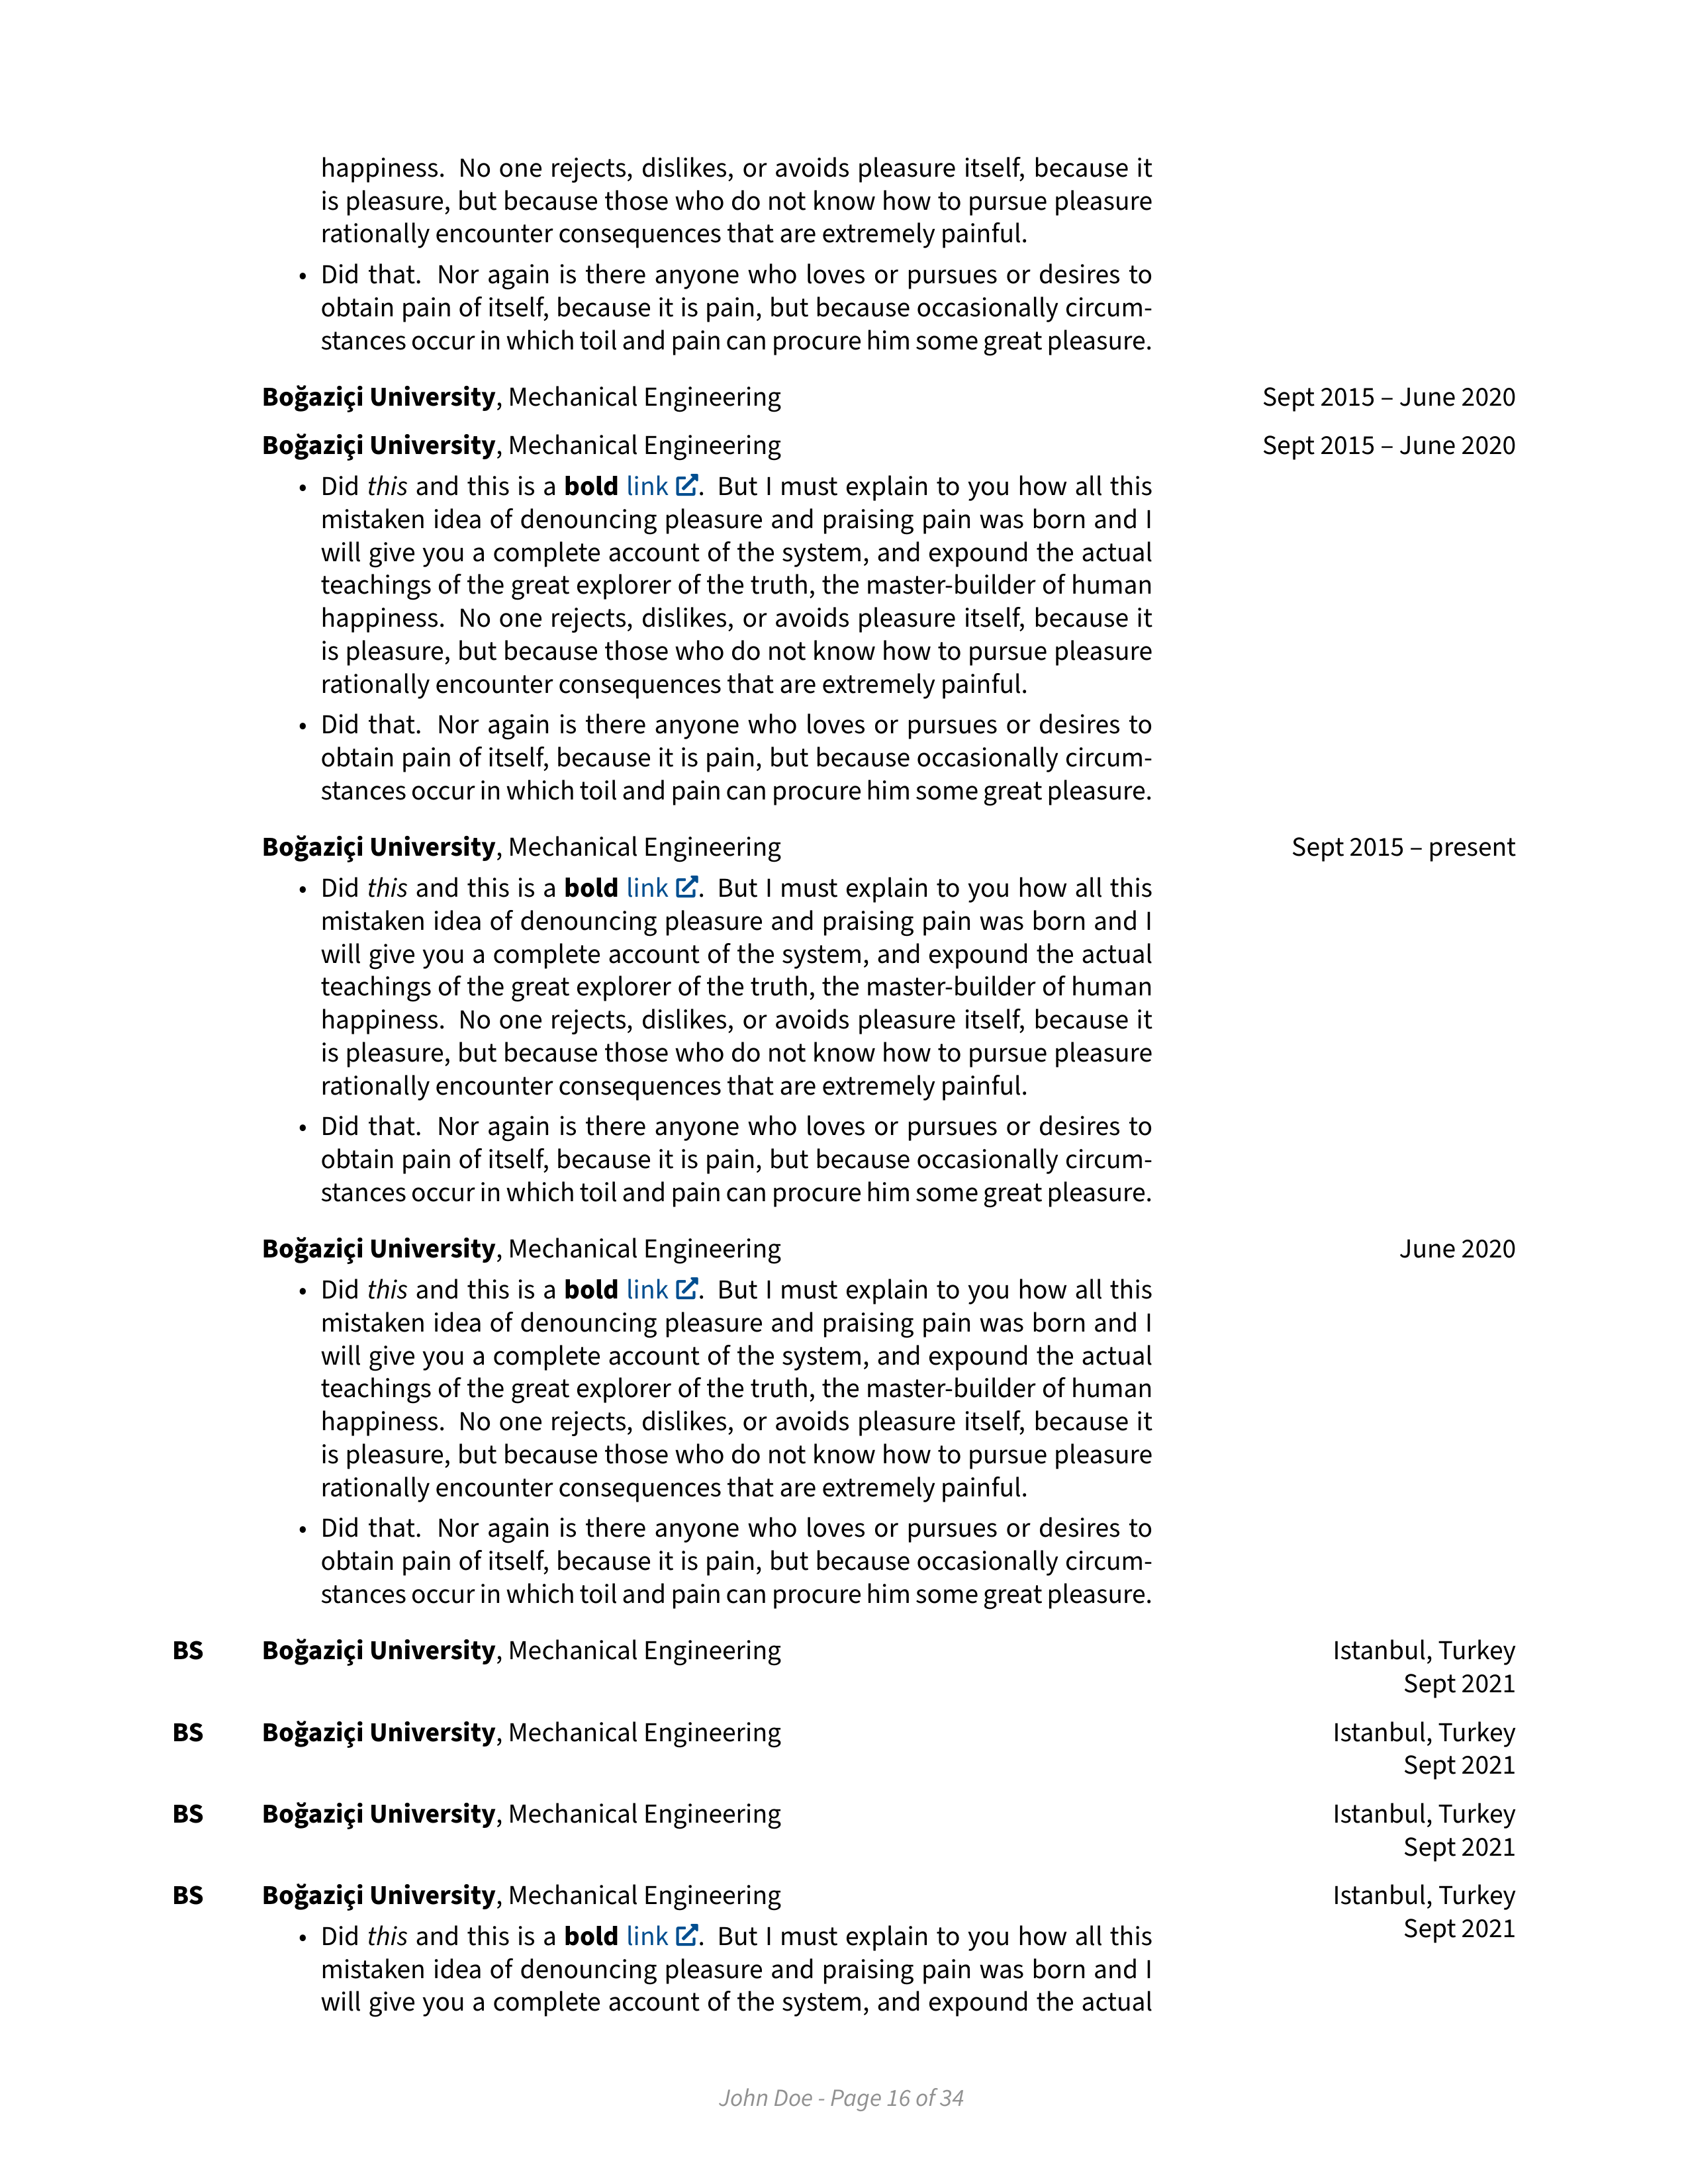 happiness. No one rejects, dislikes, or avoids pleasure itself, because it
is pleasure, but because those who do not know how to pursue pleasure
rationally encounter consequences that are extremely painful.
• Did that. Nor again is there anyone who loves or pursues or desires to
obtain pain of itself, because it is pain, but because occasionally circum-
stances occur in which toil and pain can procure him some great pleasure.
Boğaziçi University, Mechanical Engineering Sept 2015 – June 2020
Boğaziçi University, Mechanical Engineering Sept 2015 – June 2020
• Did this and this is a bold link. But I must explain to you how all this
mistaken idea of denouncing pleasure and praising pain was born and I
will give you a complete account of the system, and expound the actual
teachings of the great explorer of the truth, the master-builder of human
happiness. No one rejects, dislikes, or avoids pleasure itself, because it
is pleasure, but because those who do not know how to pursue pleasure
rationally encounter consequences that are extremely painful.
• Did that. Nor again is there anyone who loves or pursues or desires to
obtain pain of itself, because it is pain, but because occasionally circum-
stances occur in which toil and pain can procure him some great pleasure.
Boğaziçi University, Mechanical Engineering Sept 2015 – present
• Did this and this is a bold link. But I must explain to you how all this
mistaken idea of denouncing pleasure and praising pain was born and I
will give you a complete account of the system, and expound the actual
teachings of the great explorer of the truth, the master-builder of human
happiness. No one rejects, dislikes, or avoids pleasure itself, because it
is pleasure, but because those who do not know how to pursue pleasure
rationally encounter consequences that are extremely painful.
• Did that. Nor again is there anyone who loves or pursues or desires to
obtain pain of itself, because it is pain, but because occasionally circum-
stances occur in which toil and pain can procure him some great pleasure.
Boğaziçi University, Mechanical Engineering June 2020
• Did this and this is a bold link. But I must explain to you how all this
mistaken idea of denouncing pleasure and praising pain was born and I
will give you a complete account of the system, and expound the actual
teachings of the great explorer of the truth, the master-builder of human
happiness. No one rejects, dislikes, or avoids pleasure itself, because it
is pleasure, but because those who do not know how to pursue pleasure
rationally encounter consequences that are extremely painful.
• Did that. Nor again is there anyone who loves or pursues or desires to
obtain pain of itself, because it is pain, but because occasionally circum-
stances occur in which toil and pain can procure him some great pleasure.
BS Boğaziçi University, Mechanical Engineering Istanbul, Turkey
Sept 2021
BS Boğaziçi University, Mechanical Engineering Istanbul, Turkey
Sept 2021
BS Boğaziçi University, Mechanical Engineering Istanbul, Turkey
Sept 2021
BS Boğaziçi University, Mechanical Engineering Istanbul, Turkey
Sept 2021
• Did this and this is a bold link. But I must explain to you how all this
mistaken idea of denouncing pleasure and praising pain was born and I
will give you a complete account of the system, and expound the actual
John Doe - Page 16 of 34